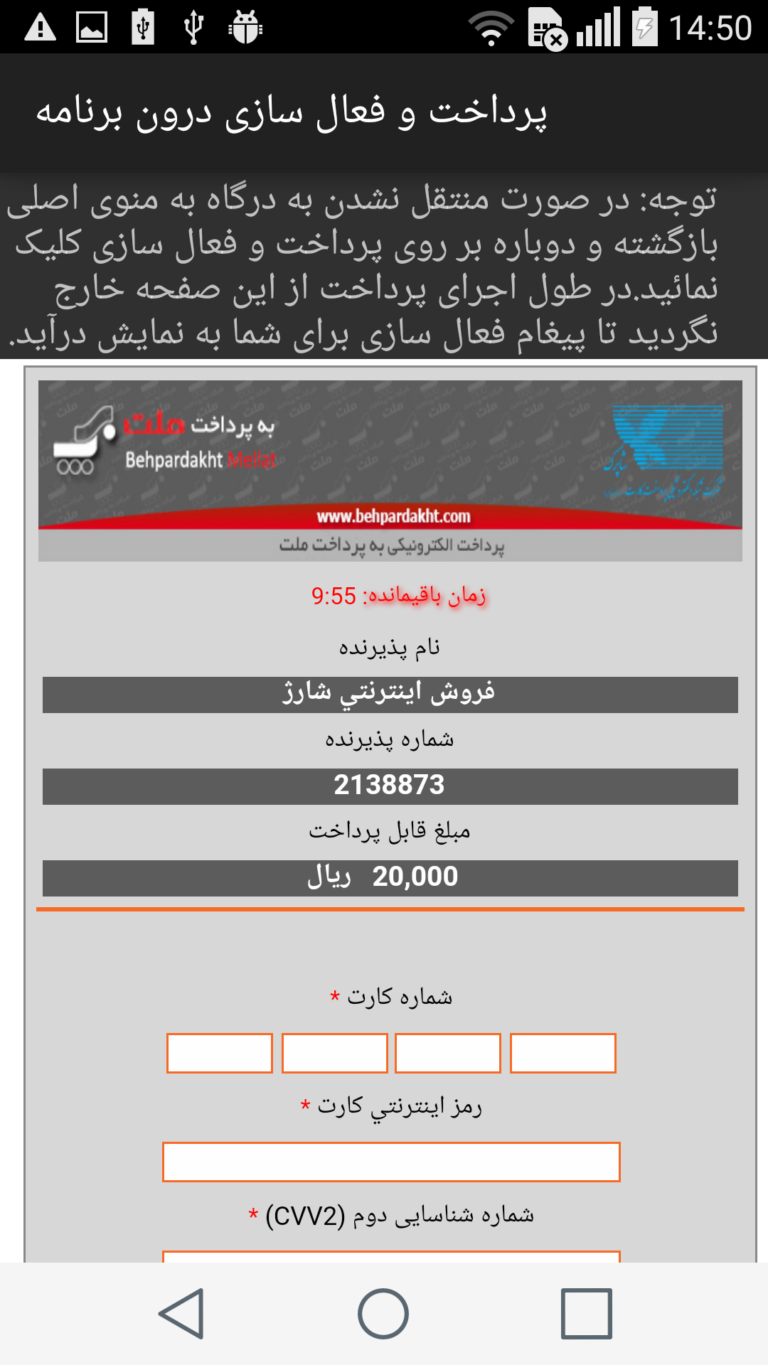 14:50
پرداخت و فعال سازی درون برنامه
توجه: در صورت منتقل نشدن به درگاه به منوی اصلی
بازگشته و دوباره بر روی پرداخت و فعال سازی کلیک
نمائید.در طول اجرای پرداخت از این صفحه خارج
نگردید تا پیغام فعال سازی برای شما به نمایش درآید.
به پرداخت ملت
Behpardakht Mellat
شاپرک
www.behpardakht.com
پرداخت الکترونیکی به پرداخت ملت
زمان باقیمانده: 9:55
نام پذیرنده
فروش اينترنتي شارژ
شماره پذیرنده
2138873
مبلغ قابل پرداخت
20,000 ریال
شماره کارت *
رمز اينترنتي کارت *
شماره شناسایی دوم (CVV2) *